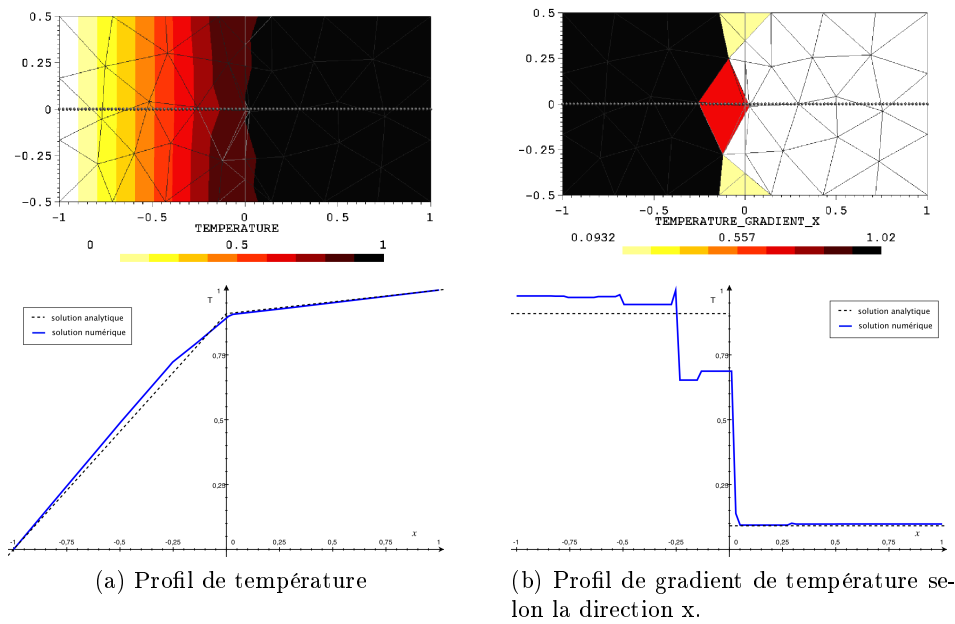 0.5
0.25
0
-0.25
-0.5
-1 -0.5 0 0.5 1
TEMPERATURE
0 0.5 1
0.5
0.25
0
-0.25
-0.5
-1 -0.5 0 0.5 1
TEMPERATURE_GRADIENT_X
0.0932 0.557 1.02
T
1
solution analytique
solution numérique
0,75
0,5
0,25
-1 -0,75 -0,5 -0,25 0 0,25 0,5 0,75 1
x
(a) Profil de température
T
1
solution analytique
solution numérique
0,75
0,5
0,25
-1 -0,75 -0,5 -0,25 0 0,25 0,5 0,75 1
x
(b) Profil de gradient de température se-
lon la direction x.